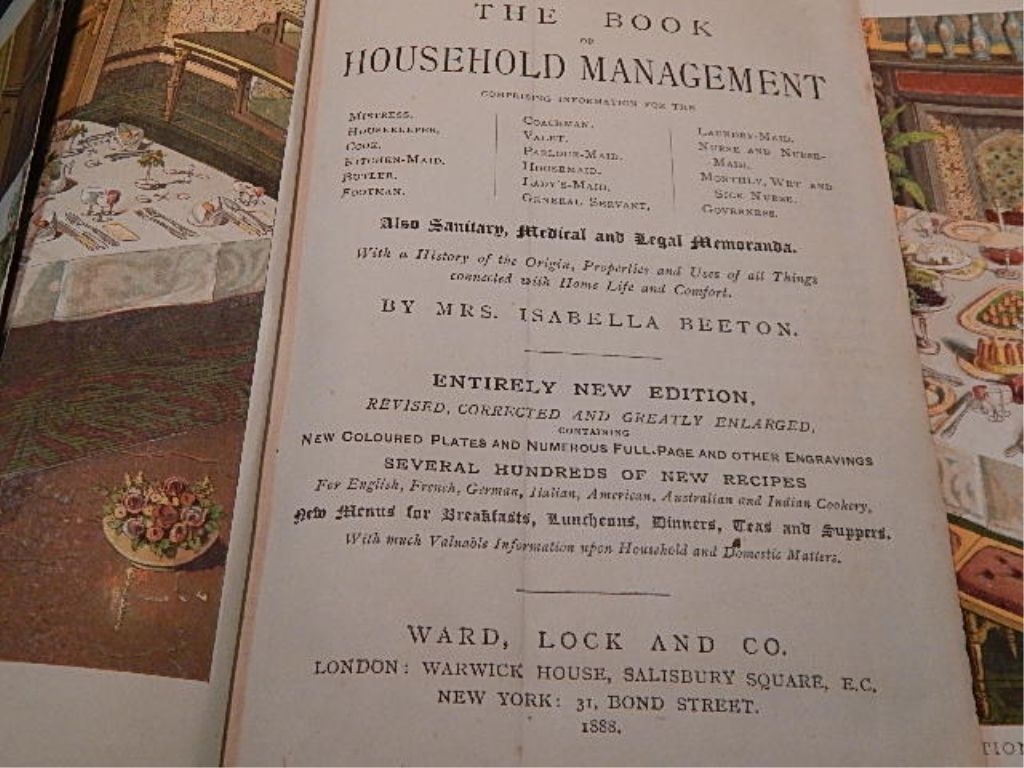 THE BOOK
OF
HOUSEHOLD MANAGEMENT
COMPRISING INFORMATION FOR THE
MISTRESS,
HOUSEKEEPER,
COOK,
KITCHEN-MAID,
BUTLER,
FOOTMAN,
COACHMAN,
VALET,
PARLOUR-MAID,
HOUSEMAID,
LADY'S-MAID,
GENERAL SERVANT,
LAUNDRY-MAID,
NURSE AND NURSE-
MAID,
MONTHLY, WET AND
SICK NURSE,
GOVERNESS.
Also Sanitary, Medical and Legal Memoranda.
With a History of the Origin, Properties and Uses of all Things
connected with Home Life and Comfort.
BY MRS. ISABELLA BEETON.
ENTIRELY NEW EDITION,
REVISED, CORRECTED AND GREATLY ENLARGED,
CONTAINING
NEW COLOURED PLATES AND NUMEROUS FULL-PAGE AND OTHER ENGRAVINGS
SEVERAL HUNDREDS OF NEW RECIPES
For English, French, German, Italian, American, Australian and Indian Cookery,
New Menus for Breakfasts, Luncheons, Dinners, Teas and Suppers.
With much Valuable Information upon Household and Domestic Matters.
WARD, LOCK AND CO.
LONDON: WARWICK HOUSE, SALISBURY SQUARE, E.C.
NEW YORK: 31, BOND STREET.
1888.